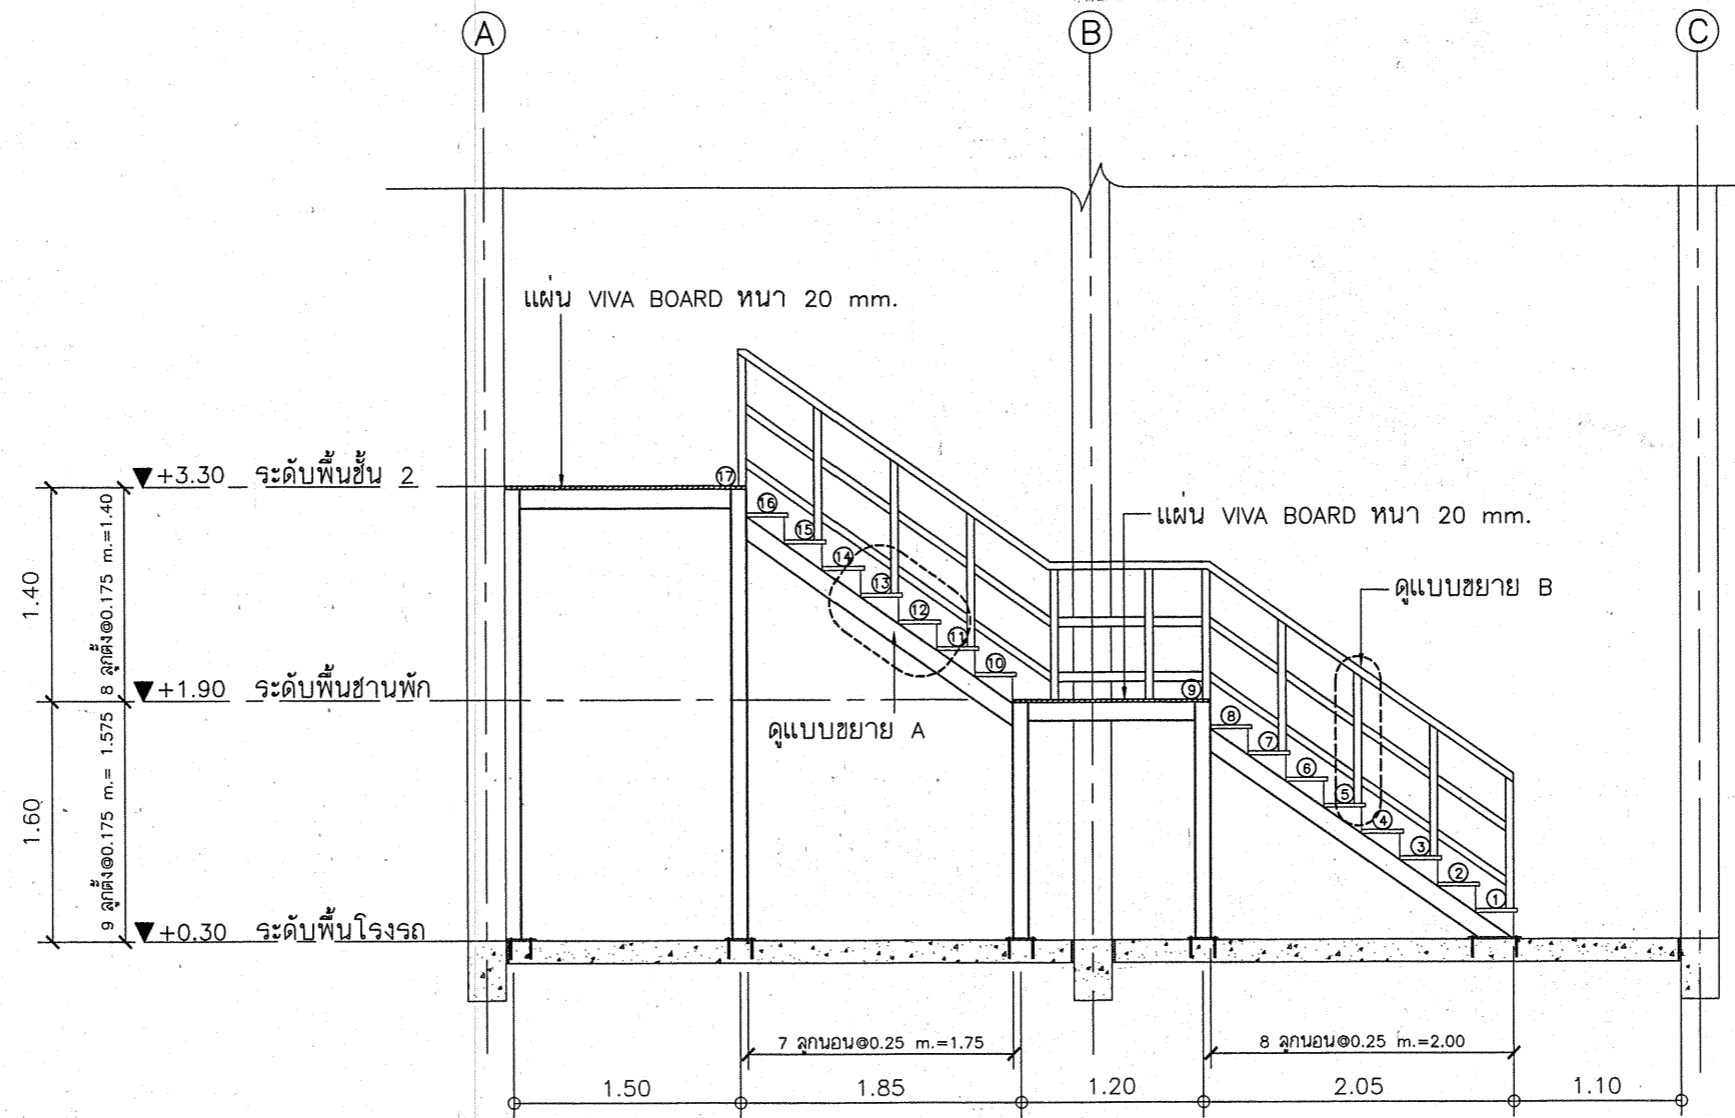 A
B
C
แผ่น VIVA BOARD หนา 20 mm.
+3.30 ระดับพื้นชั้น 2
17
16
15
14
13
12
11
10
แผ่น VIVA BOARD หนา 20 mm.
ดูแบบขยาย B
1.40
8 ลูกตั้ง@0.175 m.=1.40
+1.90 ระดับพื้นชานพัก
9
8
7
6
5
4
3
2
1
ดูแบบขยาย A
1.60
9 ลูกตั้ง@0.175 m.= 1.575
+0.30 ระดับพื้นโรงรถ
7 ลูกนอน@0.25 m.=1.75
8 ลูกนอน@0.25 m.=2.00
1.50
1.85
1.20
2.05
1.10